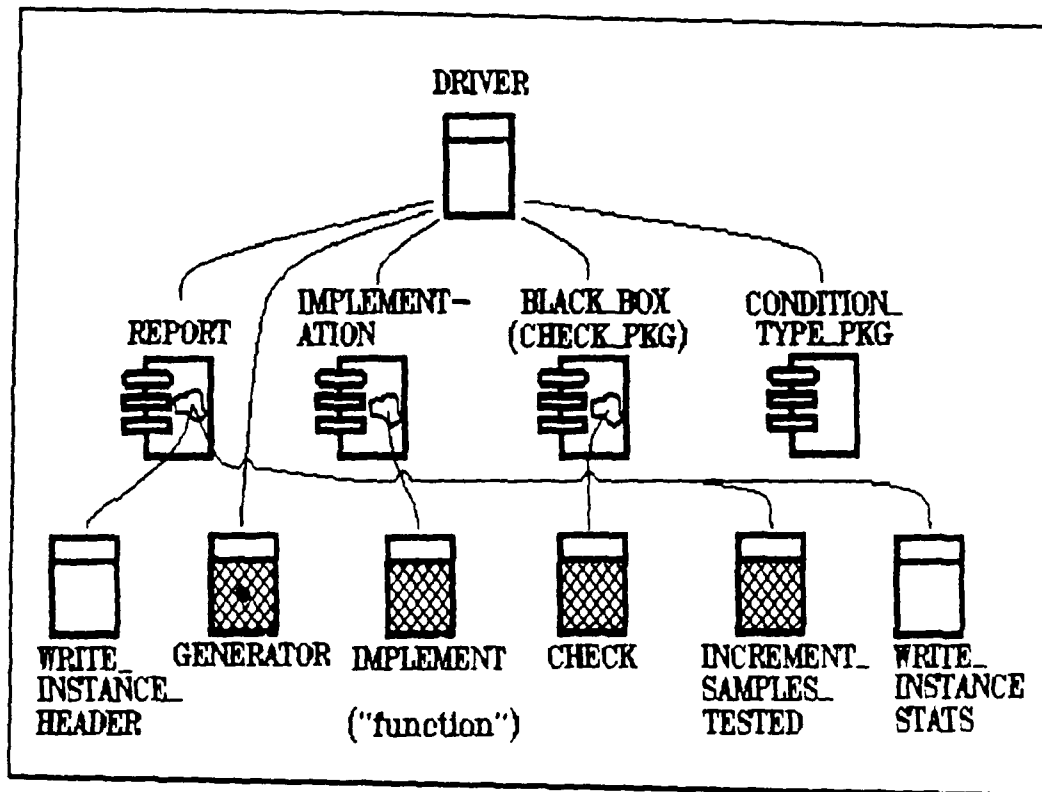 DRIVER
REPORT
IMPLEMENT-
ATION
BLACK_BOX
(CHECK_PKG)
CONDITION_
TYPE_PKG
WRITE_
INSTANCE_
HEADER
GENERATOR
IMPLEMENT
("function")
CHECK
INCREMENT_
SAMPLES_
TESTED
WRITE_
INSTANCE
STATS